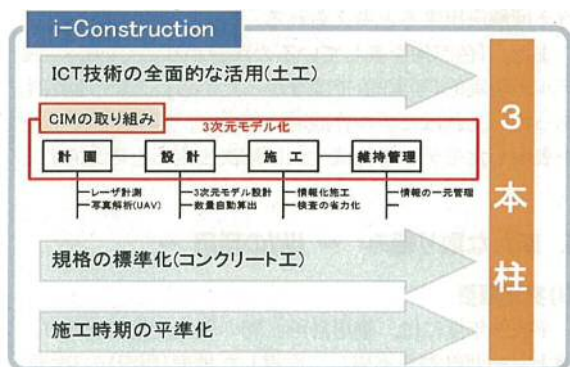 i-Construction
ICT技術の全面的な活用(土工)
CIMの取り組み
3次元モデル化
計画
設計
施工
維持管理
レーザ計測
写真解析(UAV)
3次元モデル設計
数量自動算出
情報化施工
検査の省力化
情報の一元管理
規格の標準化(コンクリート工)
施工時期の平準化
3本柱